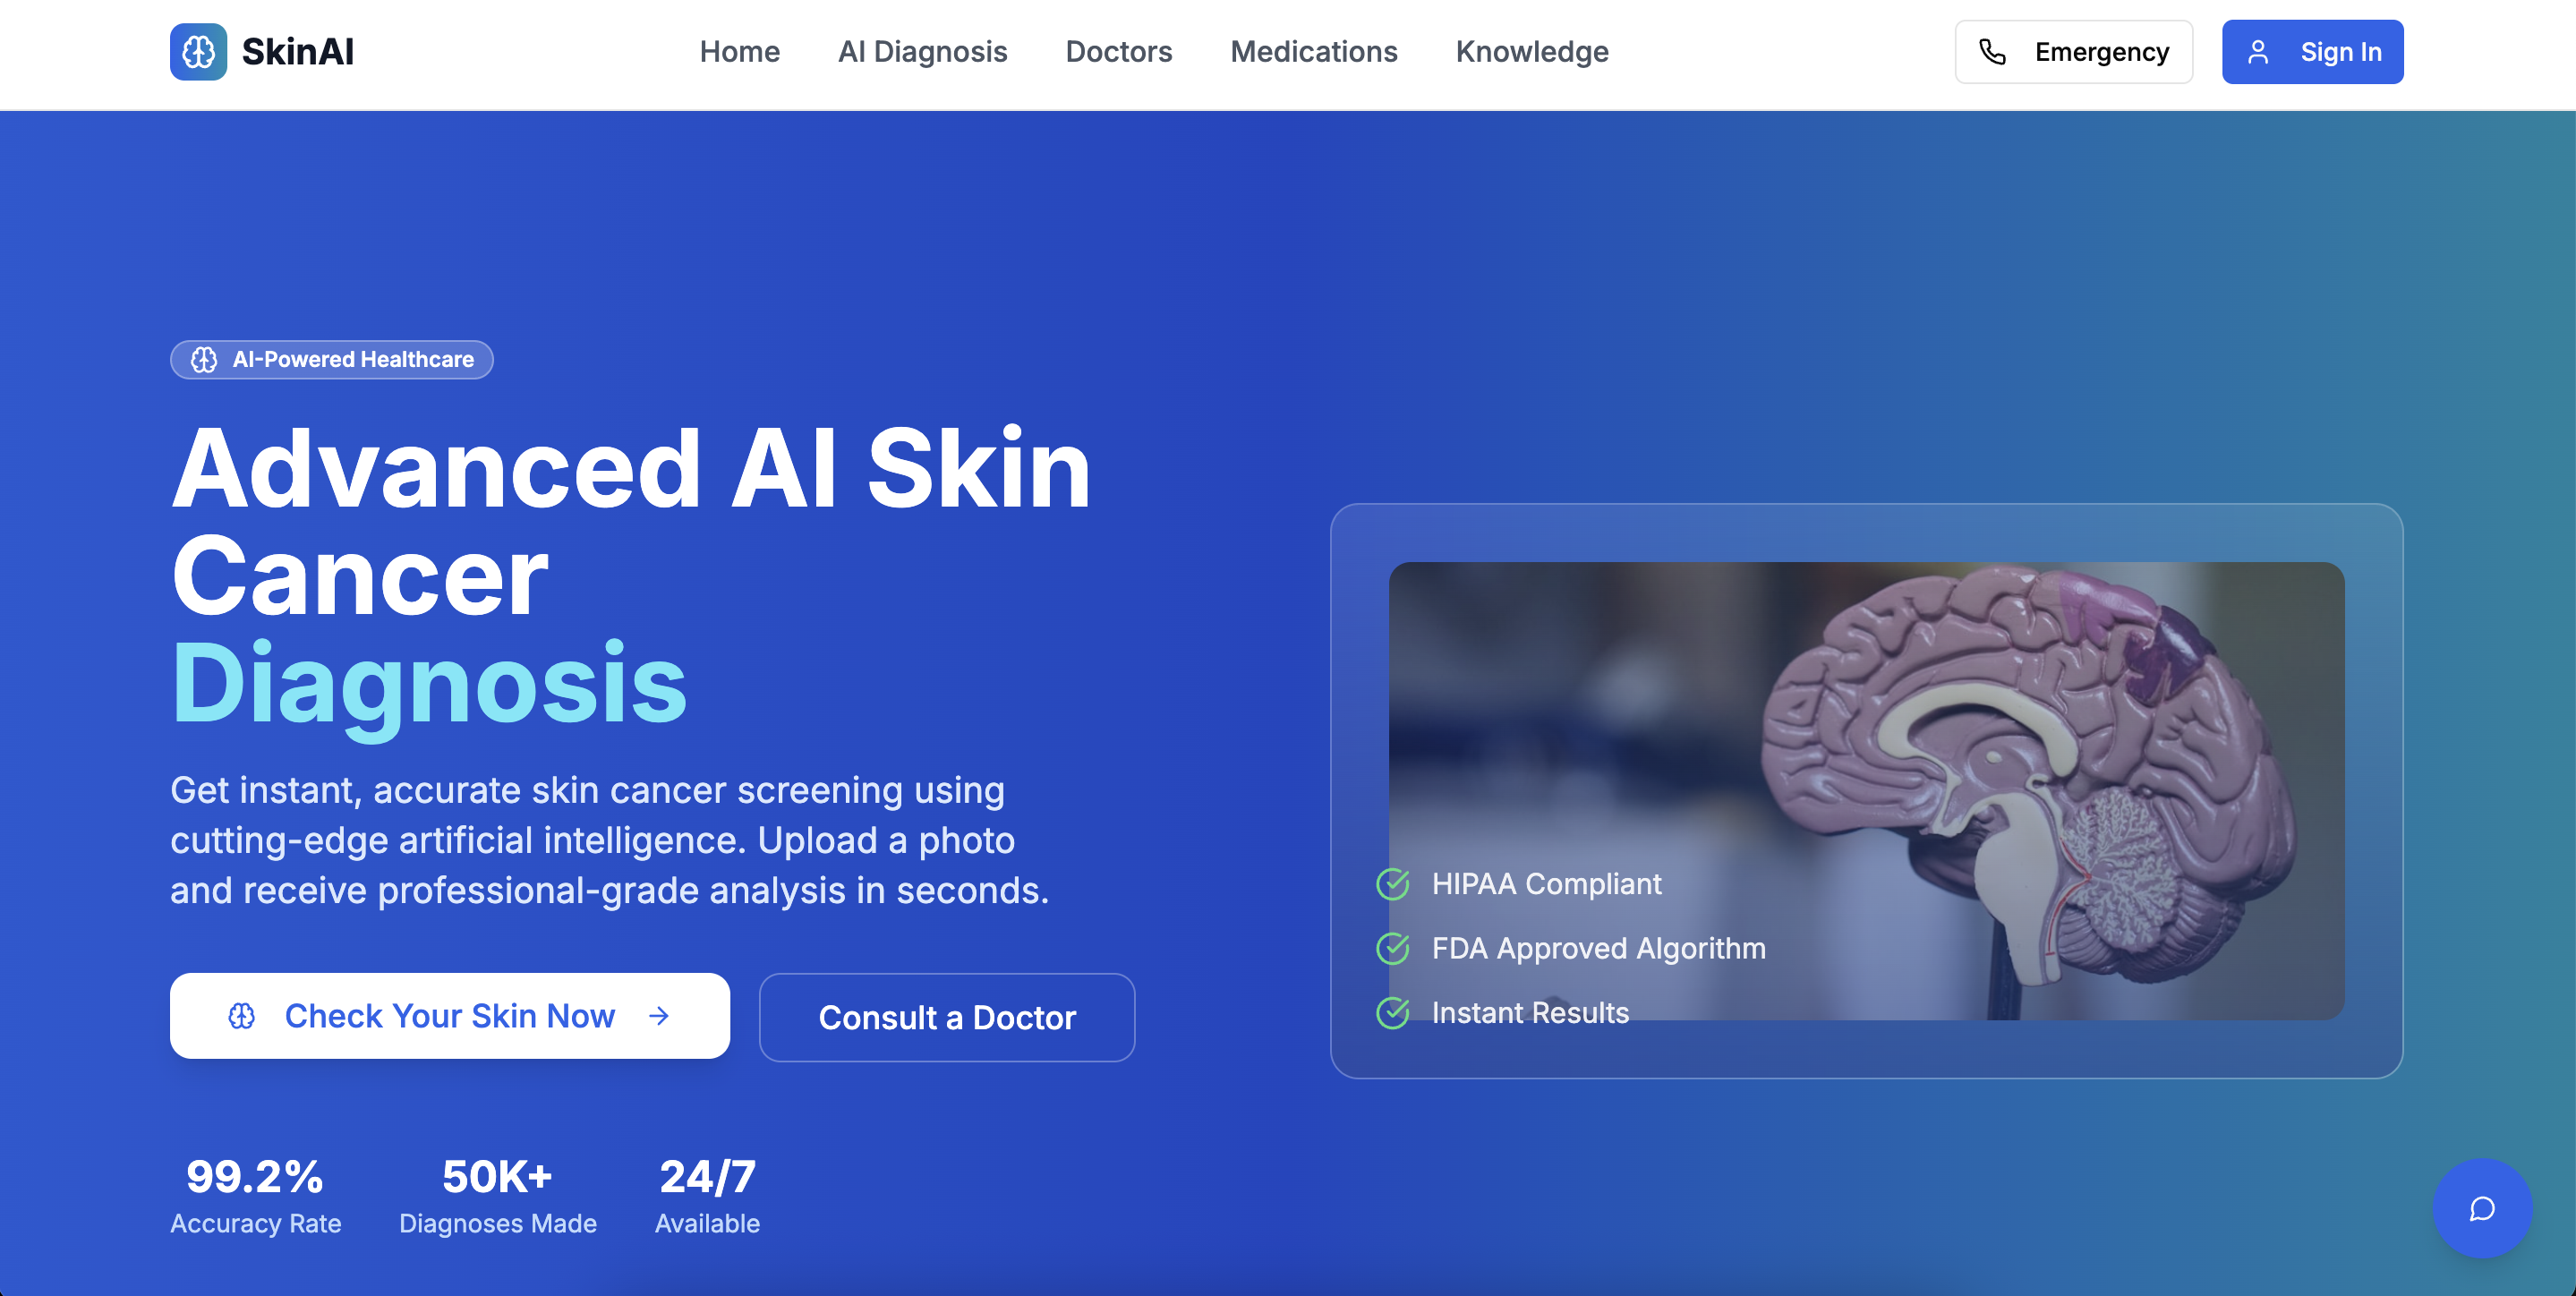 SkinAI
Home
AI Diagnosis
Doctors
Medications
Knowledge
Emergency
Sign In
AI-Powered Healthcare
Advanced AI Skin
Cancer
Diagnosis
Get instant, accurate skin cancer screening using
cutting-edge artificial intelligence. Upload a photo
and receive professional-grade analysis in seconds.
Check Your Skin Now
Consult a Doctor
99.2%
Accuracy Rate
50K+
Diagnoses Made
24/7
Available
HIPAA Compliant
FDA Approved Algorithm
Instant Results